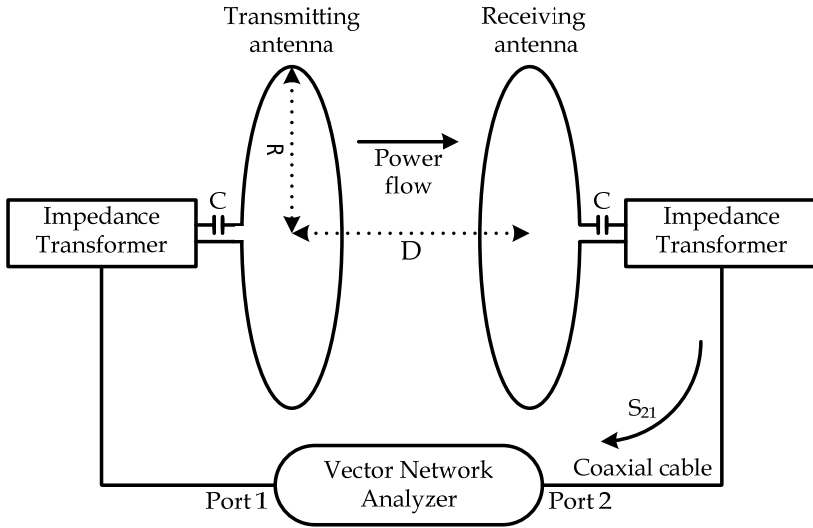 Transmitting
antenna
Receiving
antenna
R
Power
flow
D
C
Impedance
Transformer
C
Impedance
Transformer
S21
Coaxial cable
Port 1
Vector Network
Analyzer
Port 2